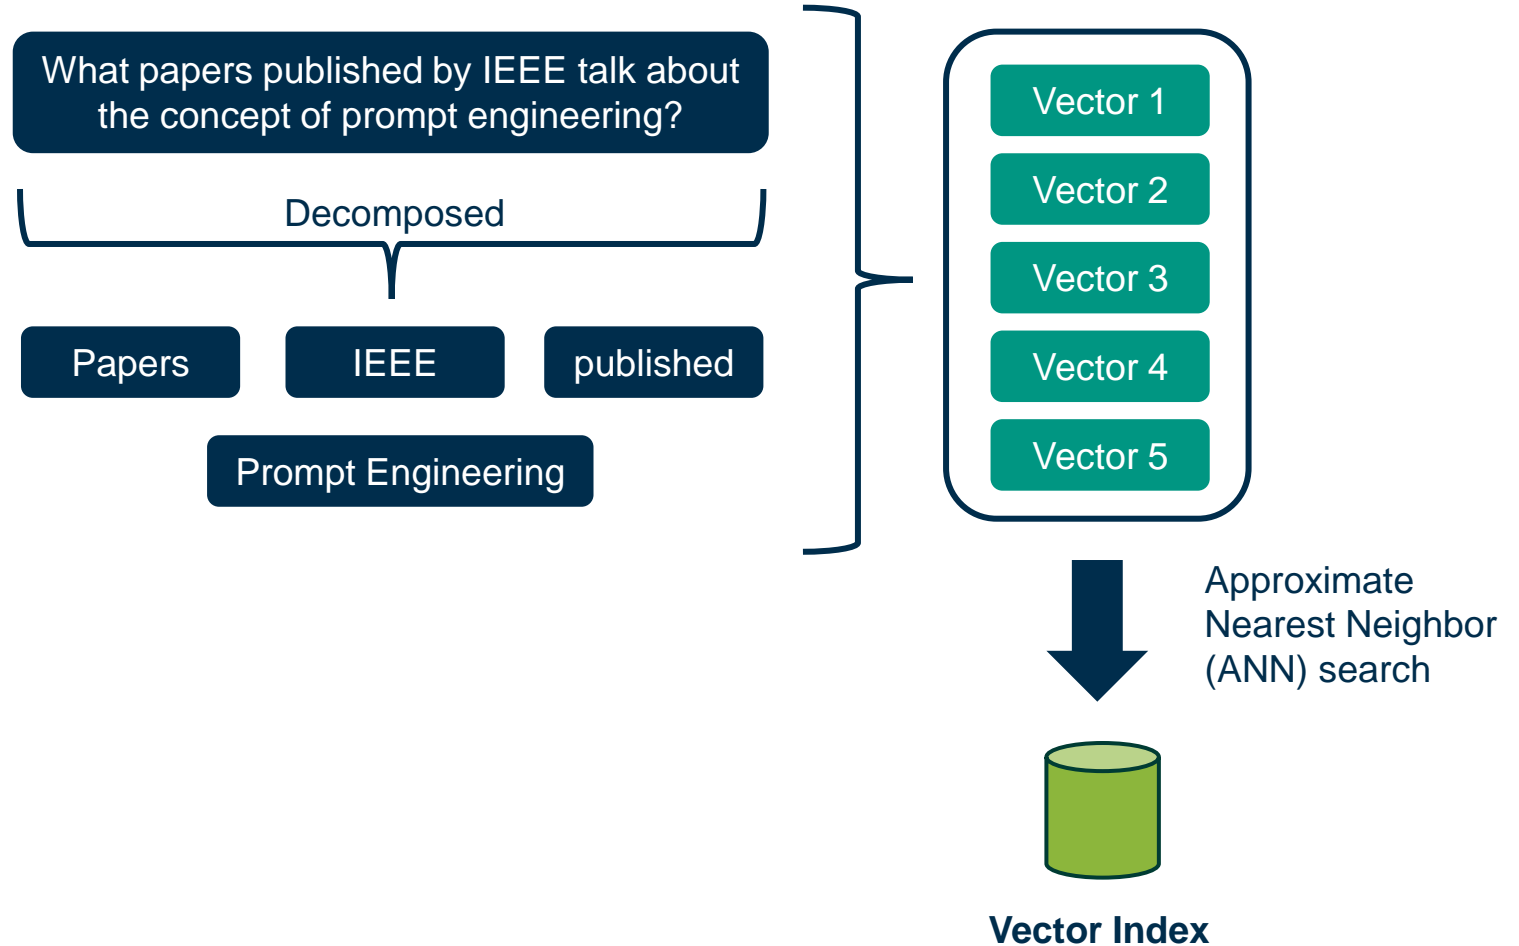 What papers published by IEEE talk about
the concept of prompt engineering?
Decomposed
Papers
IEEE
published
Prompt Engineering
Vector 1
Vector 2
Vector 3
Vector 4
Vector 5
Approximate
Nearest Neighbor
(ANN) search
Vector Index